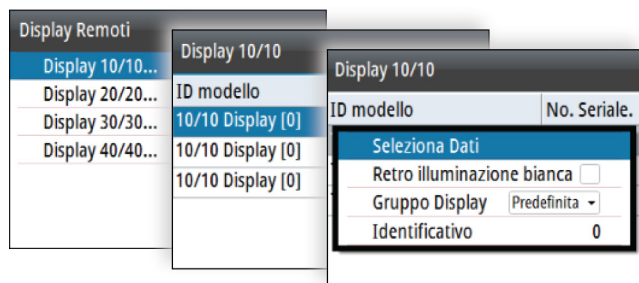 Display Remoti
Display 10/10...
Display 20/20...
Display 30/30...
Display 40/40...
Display 10/10
ID modello
10/10 Display [0]
10/10 Display [0]
10/10 Display [0]
Display 10/10
ID modello No. Seriale.
Seleziona Dati
Retro illuminazione bianca
Gruppo Display Predefinita
Identificativo 0